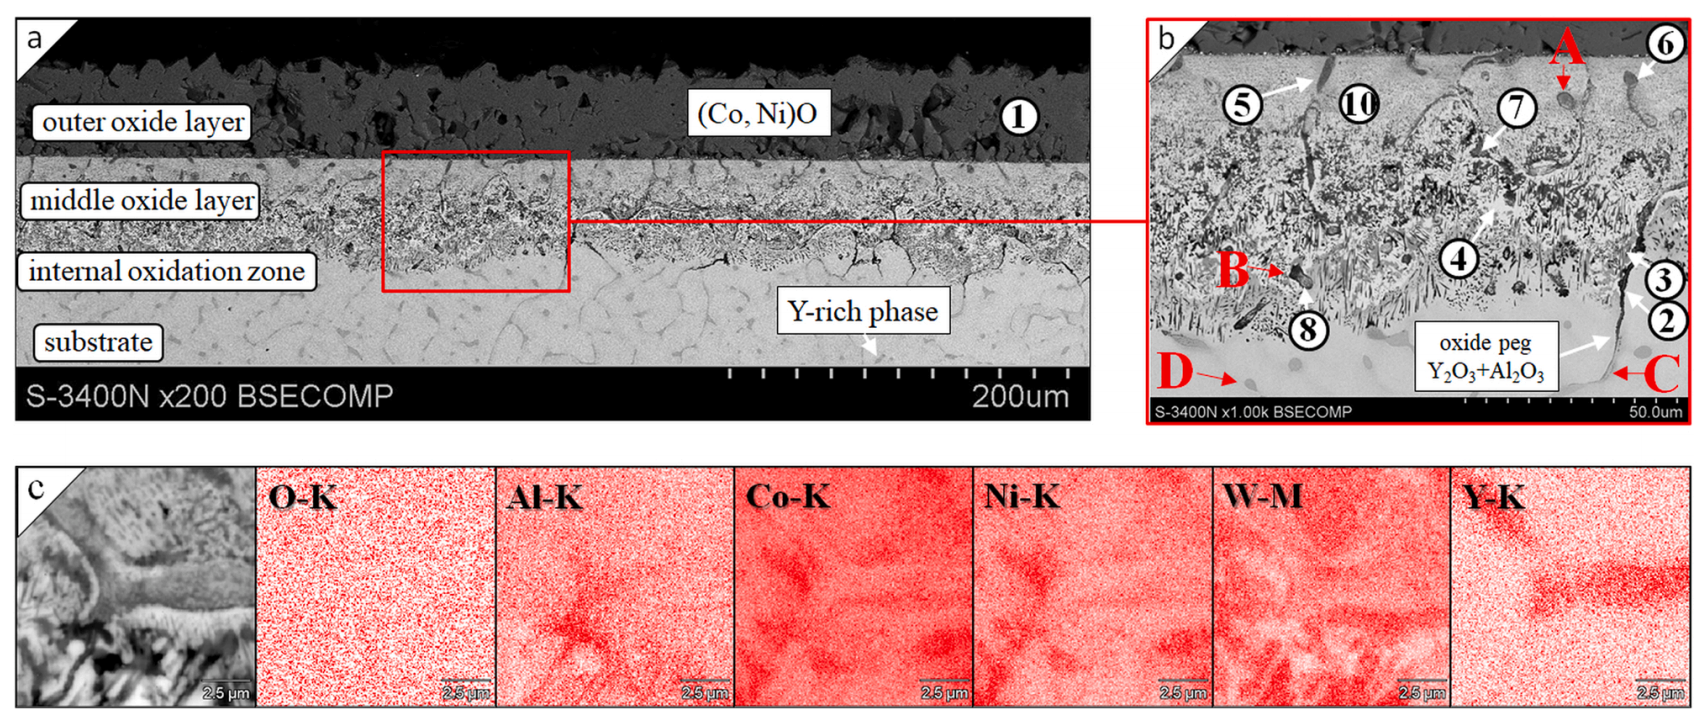 a
outer oxide layer
(Co, Ni)O
1
middle oxide layer
internal oxidation zone
Y-rich phase
substrate
S-3400N x200 BSECOMP
200um
b
A
6
5
10
7
B
4
3
8
2
oxide peg
Y₂O₃+Al₂O₃
D
C
S-3400N x1.00k BSECOMP
50.0um
c
O-K
Al-K
Co-K
Ni-K
W-M
Y-K
2.5 µm
2.5 µm
2.5 µm
2.5 µm
2.5 µm
2.5 µm
2.5 µm